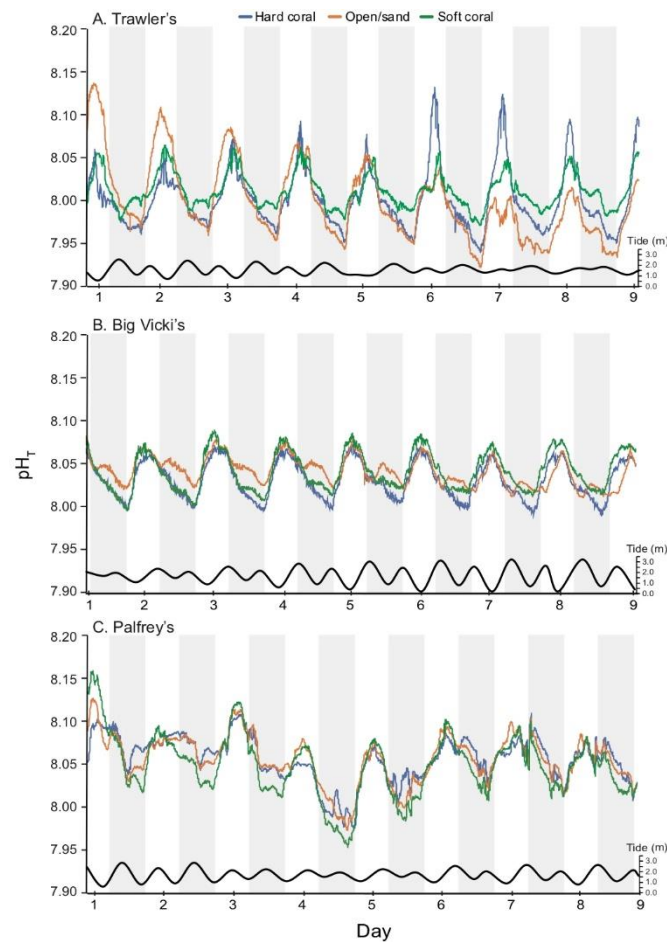 A. Trawler's
Hard coral
Open/sand
Soft coral
8.20
8.15
8.10
8.05
8.00
7.95
7.90
Tide (m)
3.0
2.0
1.0
0.0
1 2 3 4 5 6 7 8 9
B. Big Vicki's
8.20
8.15
8.10
8.05
8.00
7.95
7.90
pHT
Tide (m)
3.0
2.0
1.0
0.0
1 2 3 4 5 6 7 8 9
C. Palfrey's
8.20
8.15
8.10
8.05
8.00
7.95
7.90
Tide (m)
3.0
2.0
1.0
0.0
1 2 3 4 5 6 7 8 9
Day